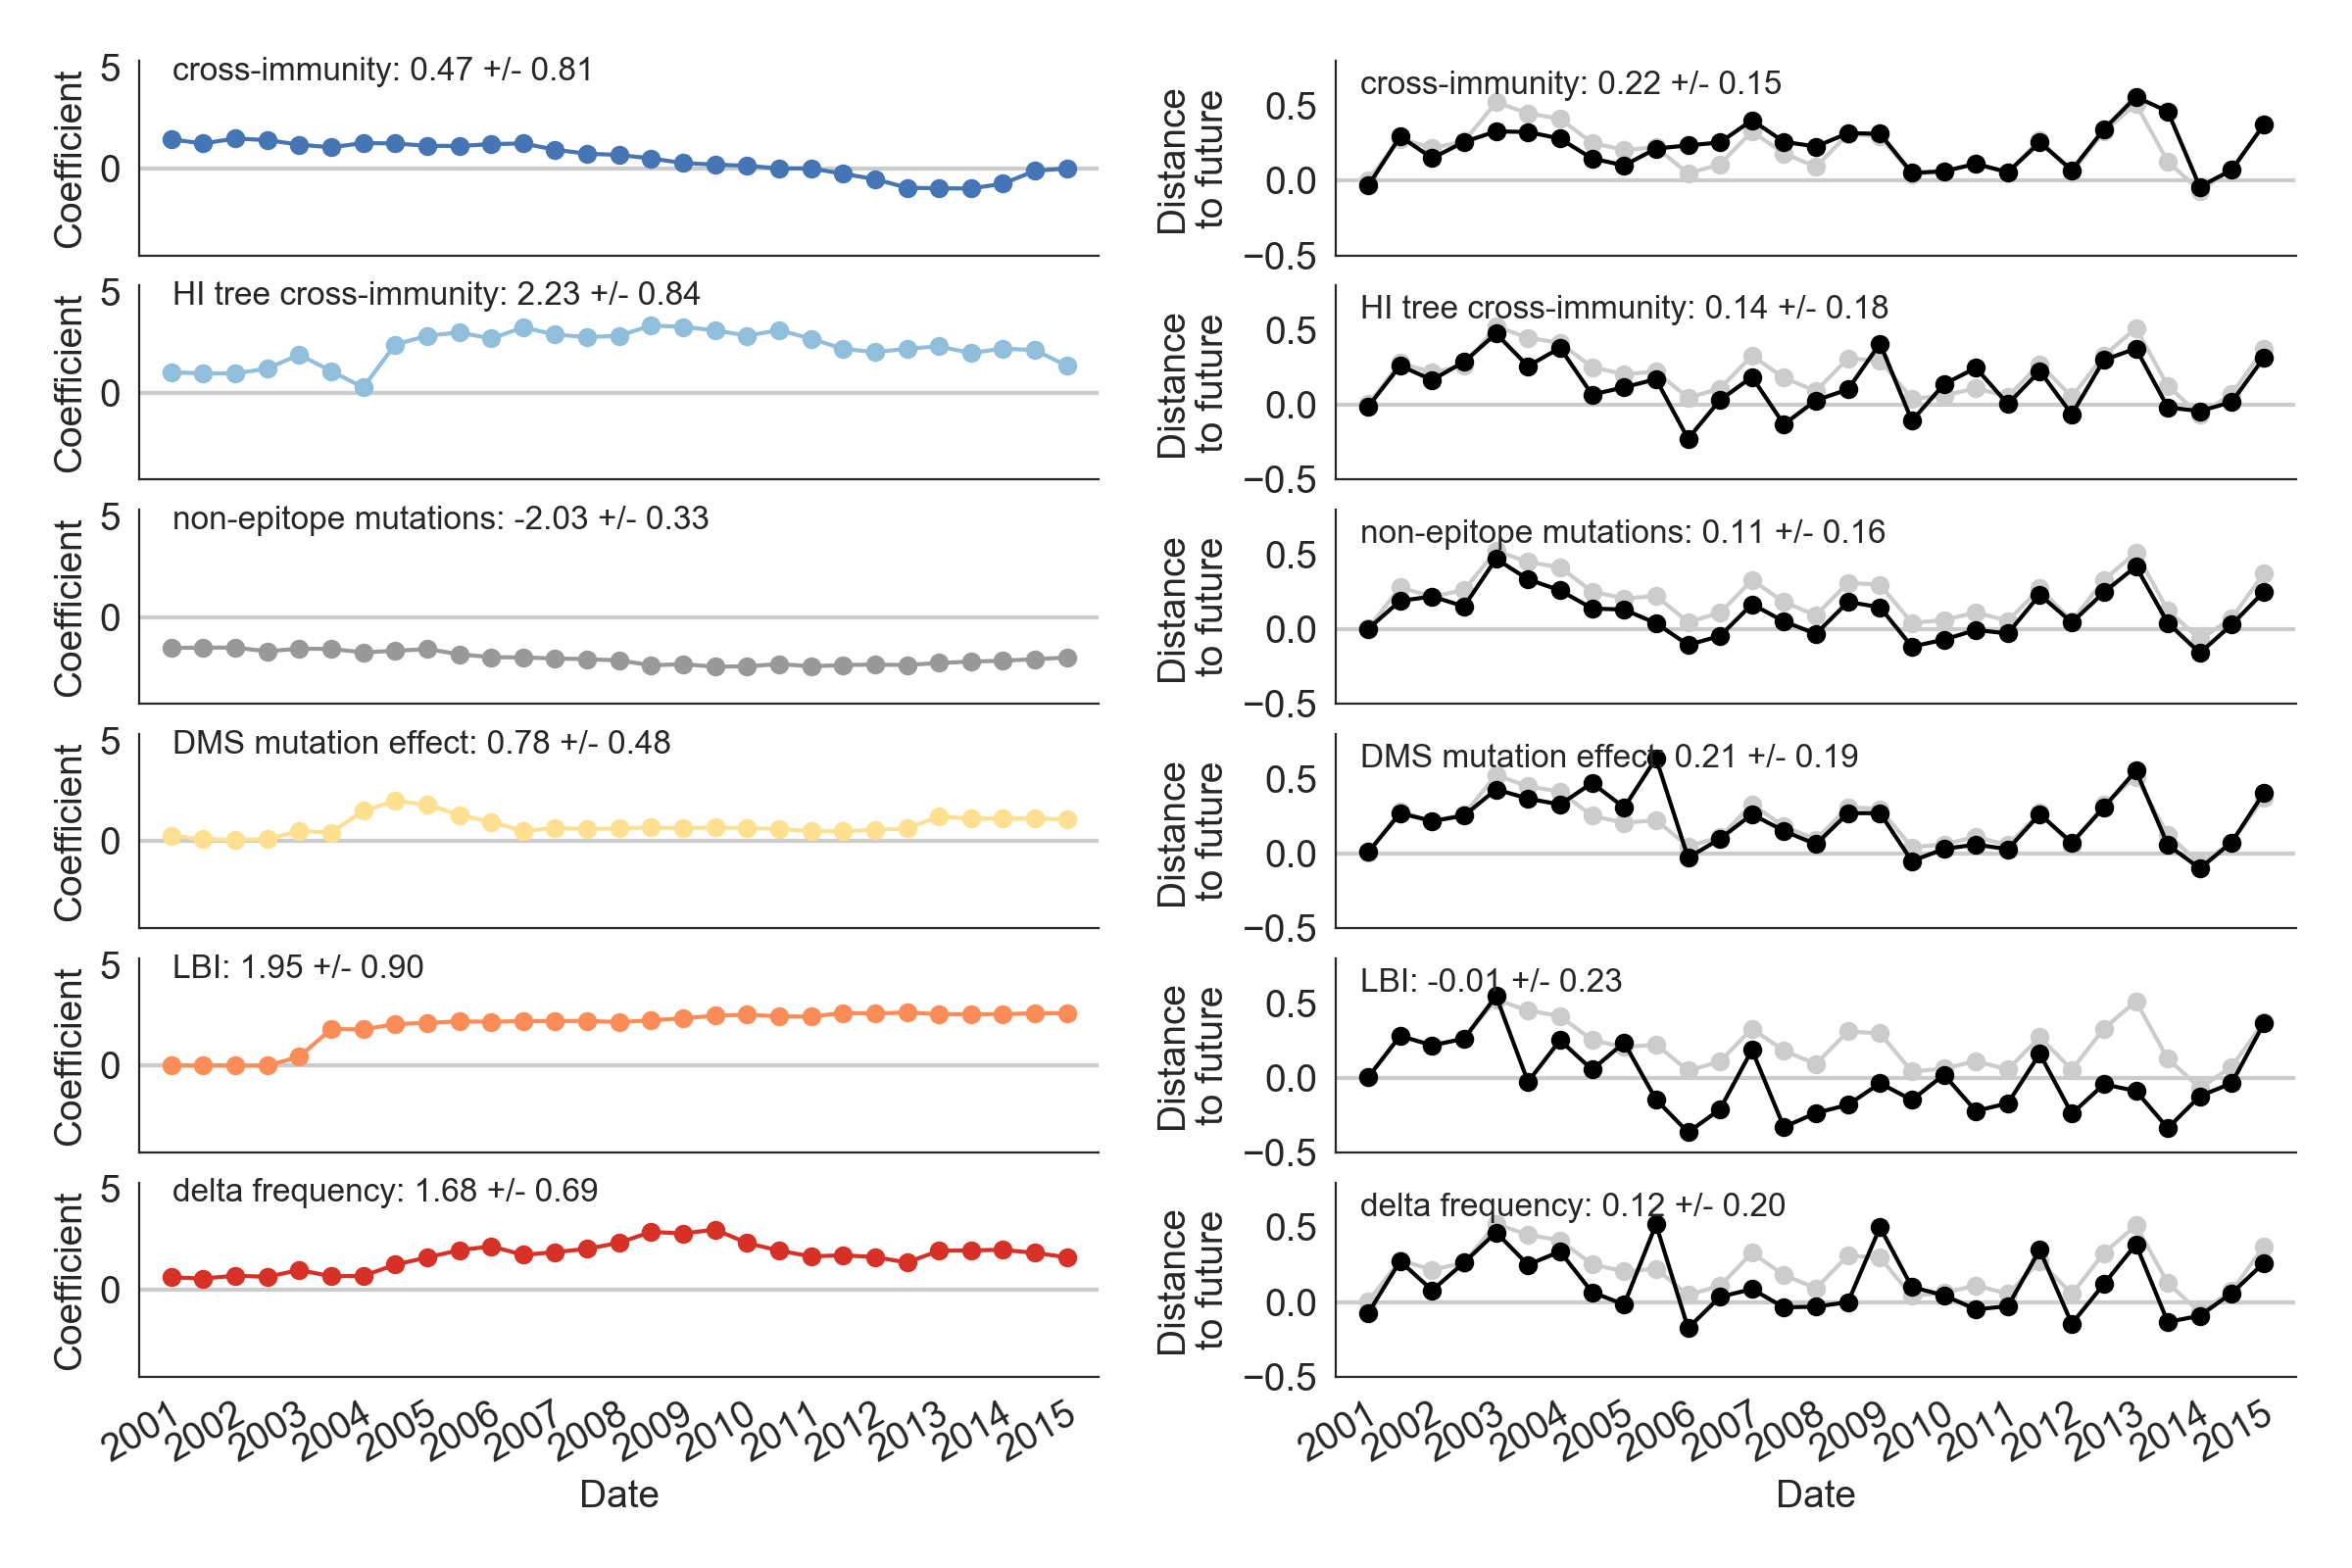 cross-immunity: 0.47 +/- 0.81
5
0
Coefficient
HI tree cross-immunity: 2.23 +/- 0.84
5
0
Coefficient
non-epitope mutations: -2.03 +/- 0.33
5
0
Coefficient
DMS mutation effect: 0.78 +/- 0.48
5
0
Coefficient
LBI: 1.95 +/- 0.90
5
0
Coefficient
delta frequency: 1.68 +/- 0.69
5
0
Coefficient
2001 2002 2003 2004 2005 2006 2007 2008 2009 2010 2011 2012 2013 2014 2015
Date
cross-immunity: 0.22 +/- 0.15
0.5
0.0
−0.5
Distance
to future
HI tree cross-immunity: 0.14 +/- 0.18
0.5
0.0
−0.5
Distance
to future
non-epitope mutations: 0.11 +/- 0.16
0.5
0.0
−0.5
Distance
to future
DMS mutation effect: 0.21 +/- 0.19
0.5
0.0
−0.5
Distance
to future
LBI: -0.01 +/- 0.23
0.5
0.0
−0.5
Distance
to future
delta frequency: 0.12 +/- 0.20
0.5
0.0
−0.5
Distance
to future
2001 2002 2003 2004 2005 2006 2007 2008 2009 2010 2011 2012 2013 2014 2015
Date